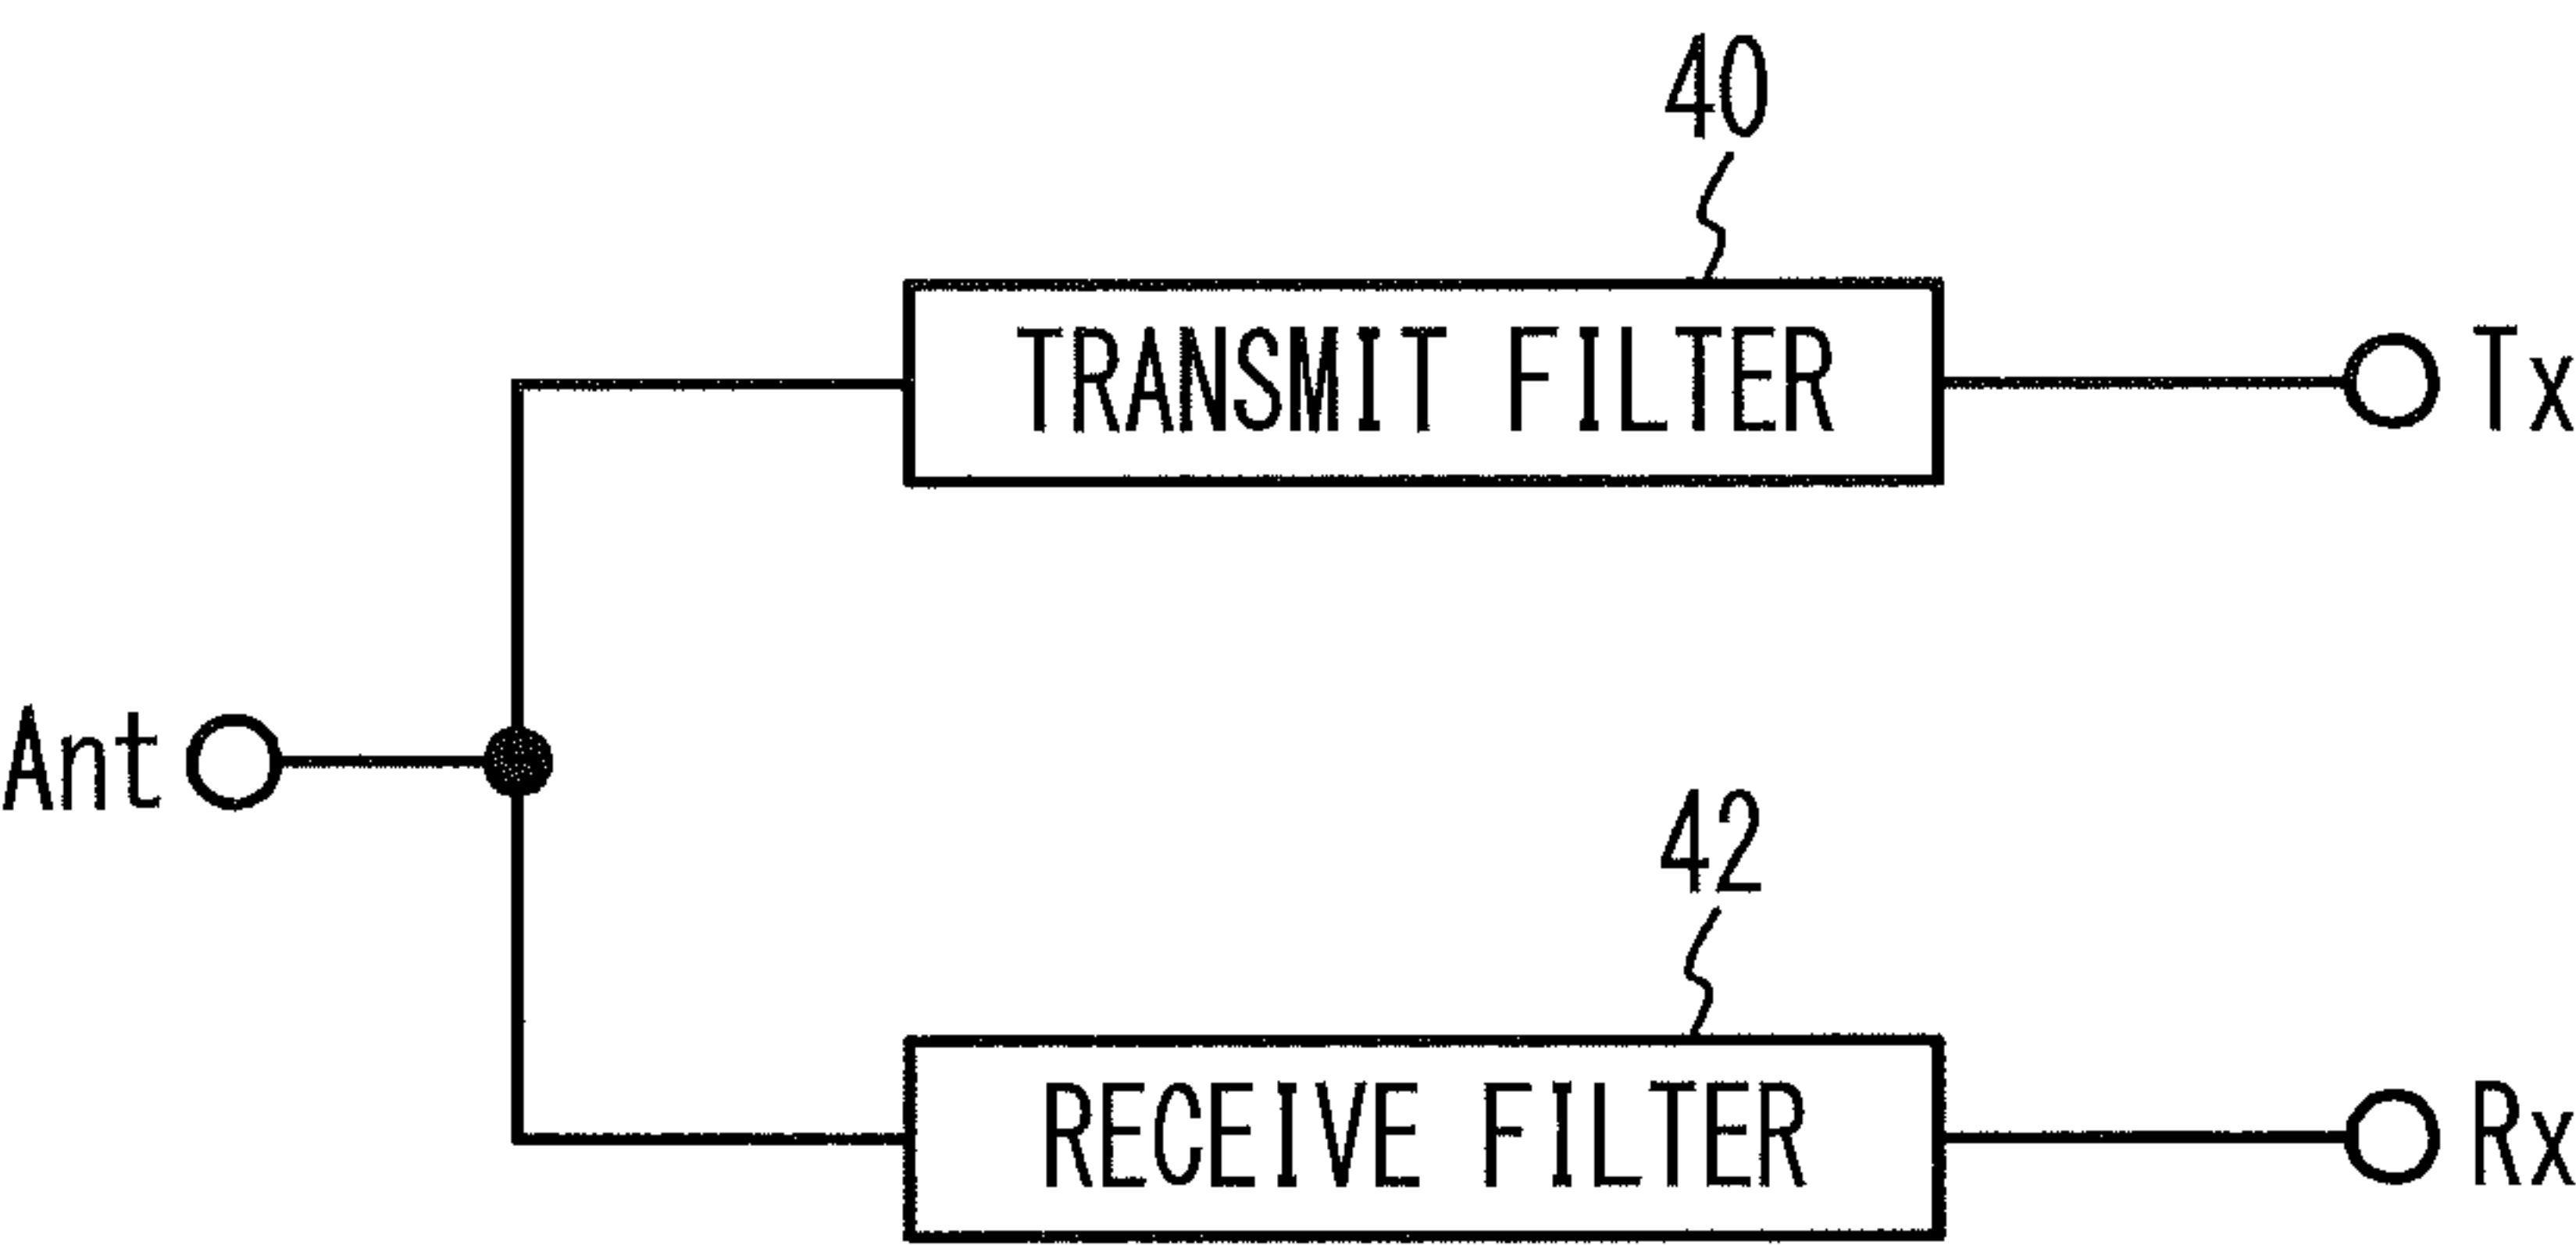 40
TRANSMIT FILTER
Tx
Ant
42
RECEIVE FILTER
Rx